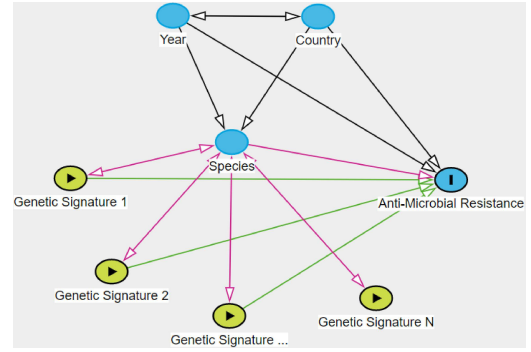 Year
Country
Species
Genetic Signature 1
Anti-Microbial Resistance
Genetic Signature 2
Genetic Signature N
Genetic Signature ...